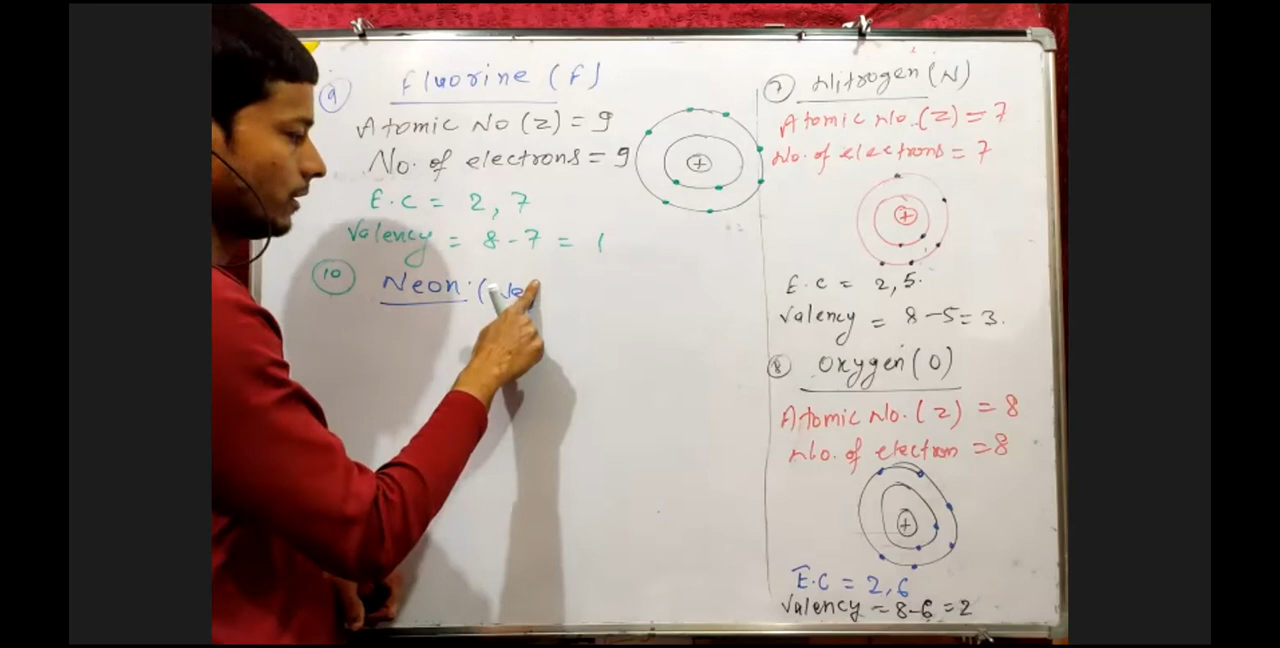 9 Fluorine (F)
Atomic No (Z) = 9
No. of electrons = 9
E.C = 2, 7
Valency = 8 - 7 = 1
10 Neon (Ne)
7 Nitrogen (N)
Atomic No. (Z) = 7
No. of electrons = 7
E.C = 2, 5.
Valency = 8 - 5 = 3.
8 Oxygen (O)
Atomic No. (Z) = 8
No. of electron = 8
E.C = 2, 6
Valency = 8 - 6 = 2